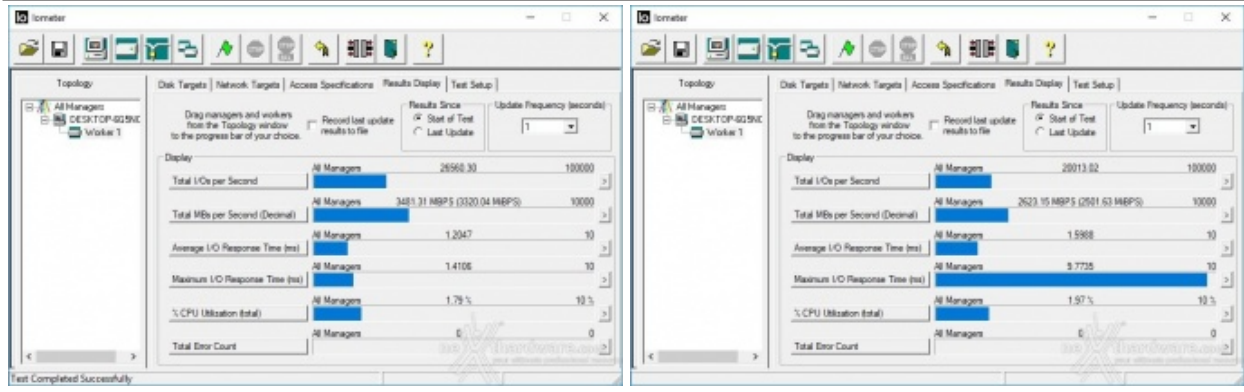 Iometer
Topology
All Managers
DESKTOP-6G5N
Worker 1
Disk Targets Network Targets Access Specifications Results Display Test Setup
Drag managers and workers
from the Topology window
to the progress bar of your choice.
Record last update
results to file
Results Since
Start of Test
Last Update
Update Frequency (seconds)
1
Display
All Managers 26560.30 100000
Total I/Os per Second
All Managers 3481.31 MBPS (3320.04 MiBPS) 10000
Total MBs per Second (Decimal)
All Managers 1.2047 10
Average I/O Response Time (ms)
All Managers 1.4106 10
Maximum I/O Response Time (ms)
All Managers 1.79 % 10 %
% CPU Utilization (total)
All Managers 0 0
Total Error Count
Test Completed Successfully
Iometer
Topology
All Managers
DESKTOP-6G5N
Worker 1
Disk Targets Network Targets Access Specifications Results Display Test Setup
Drag managers and workers
from the Topology window
to the progress bar of your choice.
Record last update
results to file
Results Since
Start of Test
Last Update
Update Frequency (seconds)
1
Display
All Managers 20013.02 100000
Total I/Os per Second
All Managers 2623.15 MBPS (2501.63 MiBPS) 10000
Total MBs per Second (Decimal)
All Managers 1.5988 10
Average I/O Response Time (ms)
All Managers 9.7735 10
Maximum I/O Response Time (ms)
All Managers 1.97 % 10 %
% CPU Utilization (total)
All Managers 0 0
Total Error Count